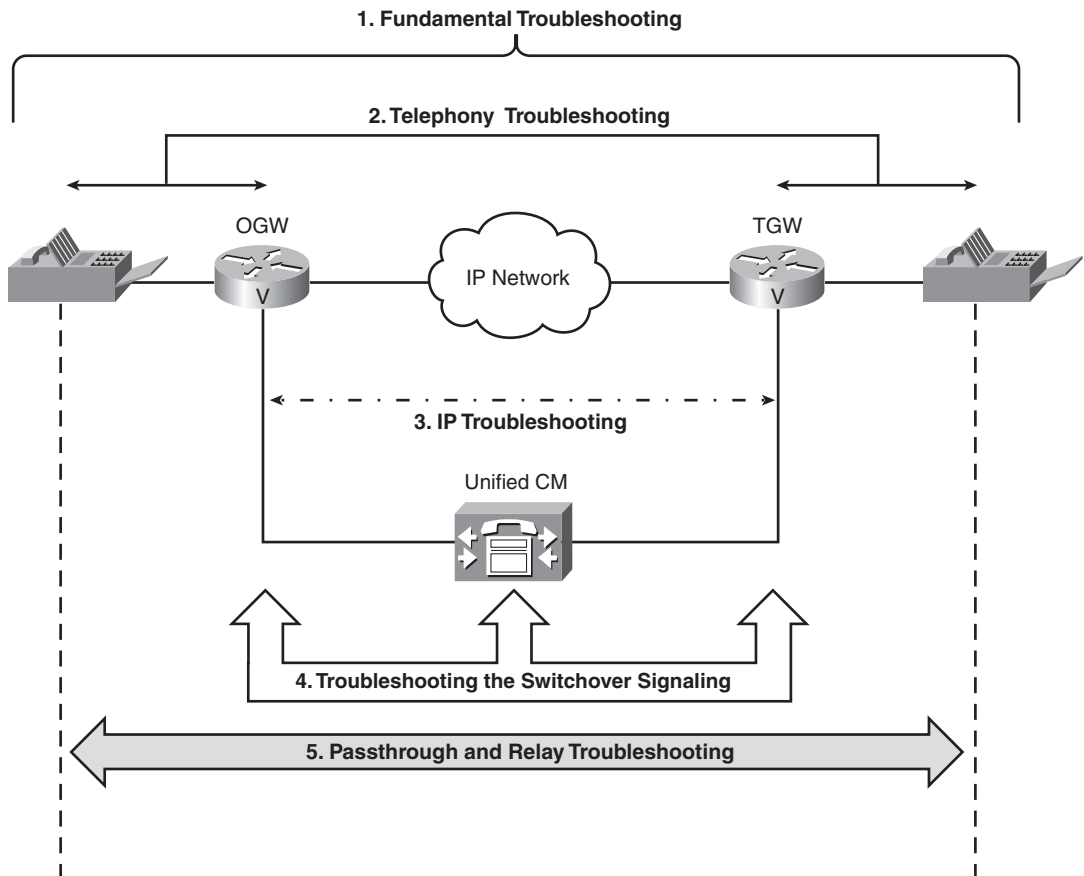 1. Fundamental Troubleshooting
2. Telephony Troubleshooting
OGW
TGW
IP Network
V
V
3. IP Troubleshooting
Unified CM
4. Troubleshooting the Switchover Signaling
5. Passthrough and Relay Troubleshooting